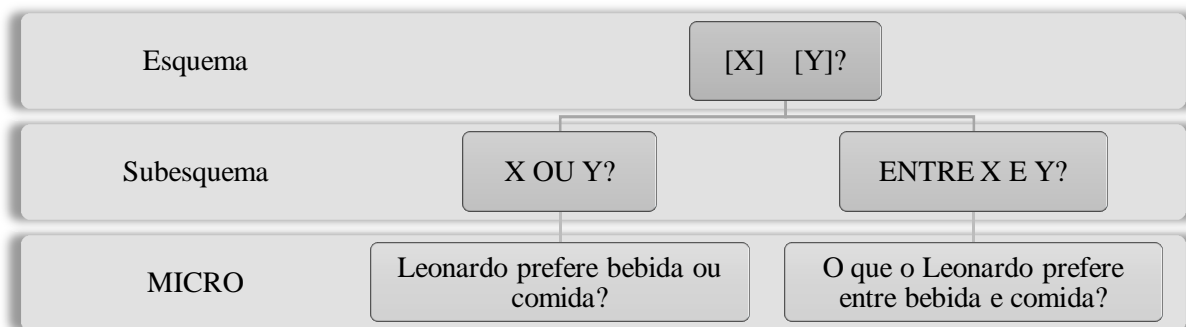 Esquema
[X] [Y]?
Subesquema
X OU Y?
ENTRE X E Y?
MICRO
Leonardo prefere bebida ou
comida?
O que o Leonardo prefere
entre bebida e comida?